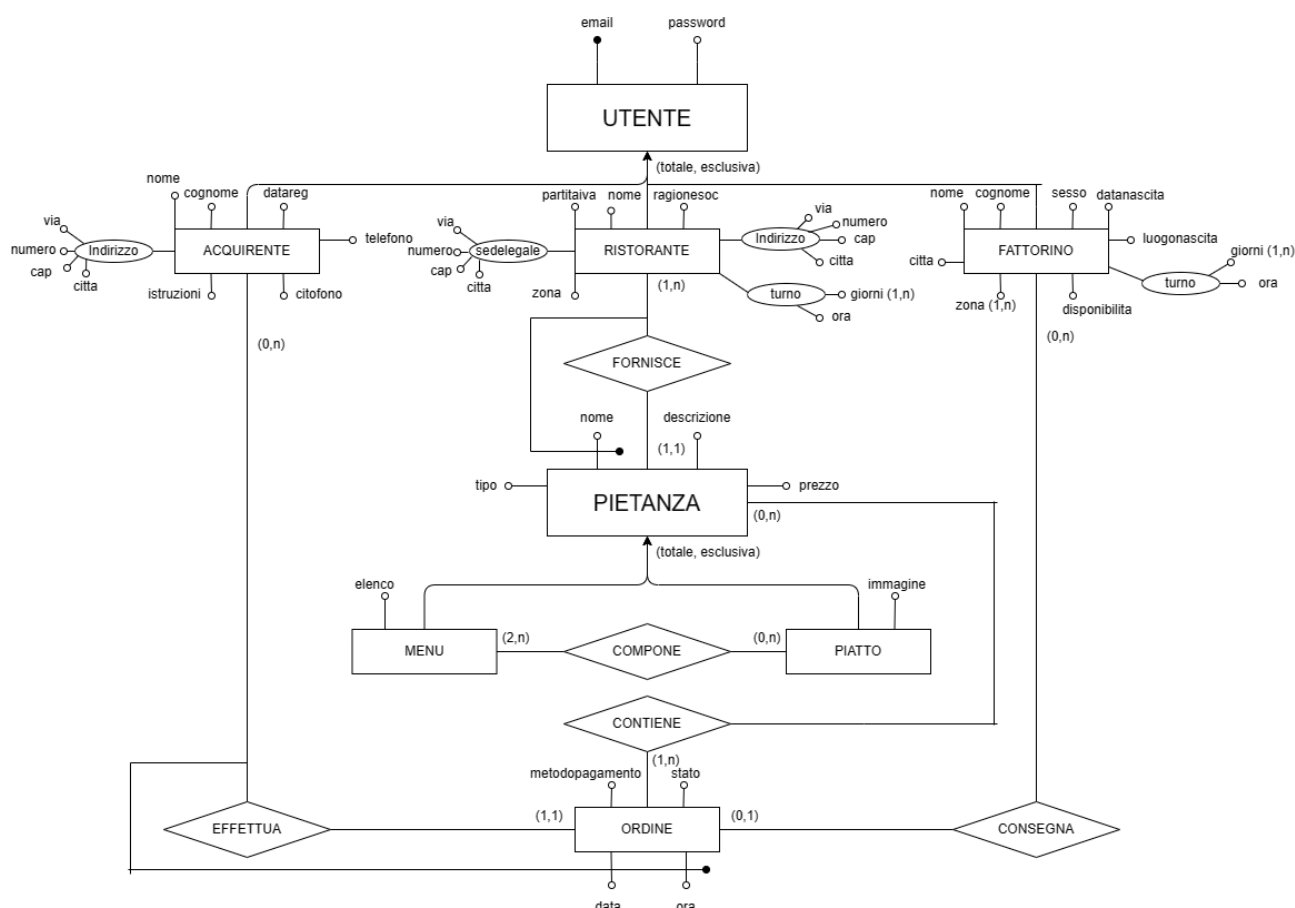 email
password
UTENTE
(totale, esclusiva)
nome
cognome
datareg
via
numero
cap
citta
Indirizzo
ACQUIRENTE
telefono
istruzioni
citofono
(0,n)
partitaiva
nome
ragionesoc
via
numero
cap
citta
sedelegale
RISTORANTE
Indirizzo
via
numero
cap
citta
zona
(1,n)
turno
giorni (1,n)
ora
nome
cognome
sesso
datanascita
citta
FATTORINO
luogonascita
giorni (1,n)
turno
ora
zona (1,n)
disponibilita
(0,n)
FORNISCE
nome
descrizione
(1,1)
tipo
PIETANZA
prezzo
(0,n)
(totale, esclusiva)
elenco
immagine
MENU
(2,n)
COMPONE
(0,n)
PIATTO
CONTIENE
(1,n)
metodopagamento
stato
EFFETTUA
(1,1)
ORDINE
(0,1)
CONSEGNA
data
ora